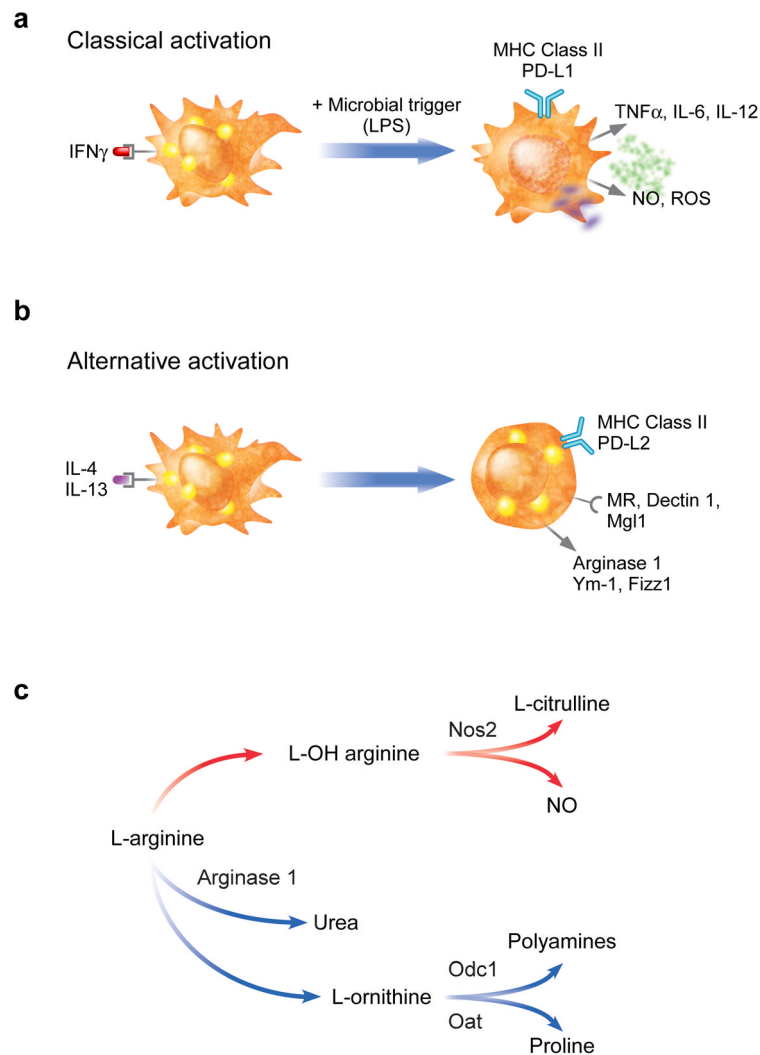 a
Classical activation
MHC Class II
PD-L1
+ Microbial trigger
(LPS)
TNFα, IL-6, IL-12
IFNγ
NO, ROS
b
Alternative activation
MHC Class II
PD-L2
IL-4
IL-13
MR, Dectin 1,
Mgl1
Arginase 1
Ym-1, Fizz1
c
L-citrulline
Nos2
L-OH arginine
NO
L-arginine
Arginase 1
Urea
Polyamines
Odc1
L-ornithine
Oat
Proline